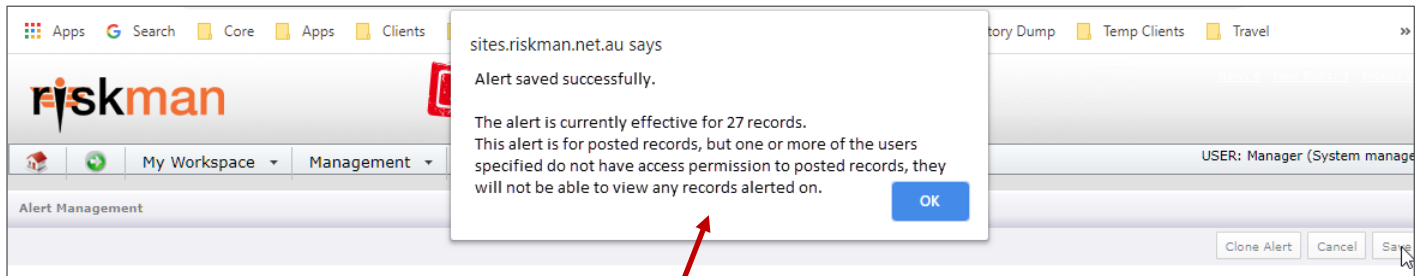 Apps Search Core Apps Clients tory Dump Temp Clients Travel »
sites.riskman.net.au says
Alert saved successfully.
riskman
The alert is currently effective for 27 records.
This alert is for posted records, but one or more of the users
specified do not have access permission to posted records, they
will not be able to view any records alerted on.
OK
My Workspace Management USER: Manager (System manage
Alert Management
Clone Alert Cancel Save